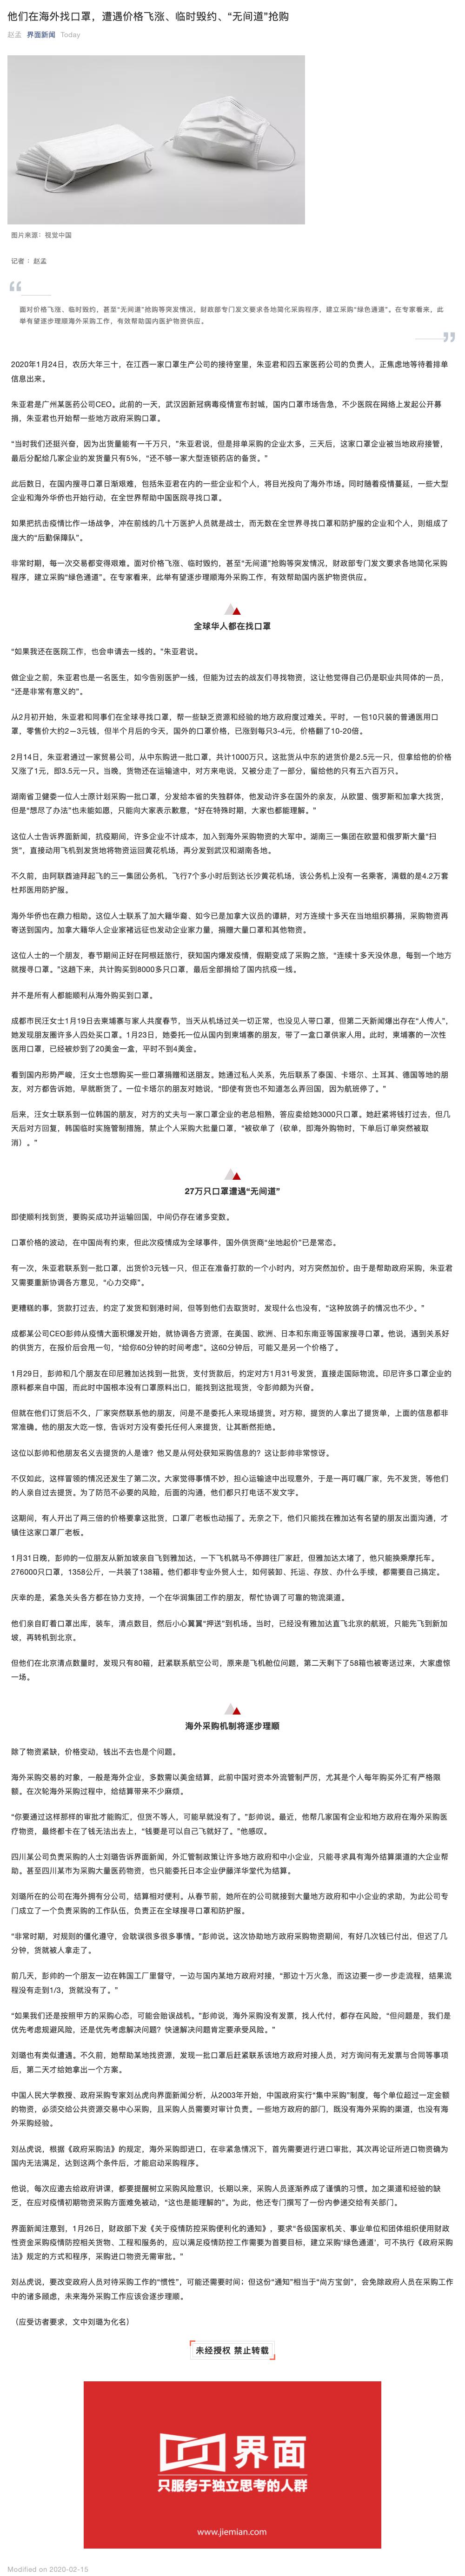 他们在海外找口罩，遭遇价格飞涨、临时毁约、“无间道”抢购
赵孟 界面新闻 Today
图片来源：视觉中国
记者：赵孟
面对价格飞涨、临时毁约，甚至“无间道”抢购等突发情况，财政部专门发文要求各地简化采购程序，建立采购“绿色通道”。在专家看来，此
举有望逐步理顺海外采购工作，有效帮助国内医护物资供应。
2020年1月24日，农历大年三十，在江西一家口罩生产公司的接待室里，朱亚君和四五家医药公司的负责人，正焦虑地等待着排单
信息出来。
朱亚君是广州某医药公司CEO。此前的一天，武汉因新冠病毒疫情宣布封城，国内口罩市场告急，不少医院在网络上发起公开募
捐，朱亚君也开始帮一些地方政府采购口罩。
“当时我们还挺兴奋，因为出货量能有一千万只，”朱亚君说，但是排单采购的企业太多，三天后，这家口罩企业被当地政府接管，
最后分配给几家企业的发货量只有5%，“还不够一家大型连锁药店的备货。”
此后数日，在国内搜寻口罩日渐艰难，包括朱亚君在内的一些企业和个人，将目光投向了海外市场。同时随着疫情蔓延，一些大型
企业和海外华侨也开始行动，在全世界帮助中国医院寻找口罩。
如果把抗击疫情比作一场战争，冲在前线的几十万医护人员就是战士，而无数在全世界寻找口罩和防护服的企业和个人，则组成了
庞大的“后勤保障队”。
非常时期，每一次交易都变得艰难。面对价格飞涨、临时毁约，甚至“无间道”抢购等突发情况，财政部专门发文要求各地简化采购
程序，建立采购“绿色通道”。在专家看来，此举有望逐步理顺海外采购工作，有效帮助国内医护物资供应。
全球华人都在找口罩
“如果我还在医院工作，也会申请去一线的。”朱亚君说。
做企业之前，朱亚君也是一名医生，如今告别医护一线，但能为过去的战友们寻找物资，这让他觉得自己仍是职业共同体的一员，
“还是非常有意义的”。
从2月初开始，朱亚君和同事们在全球寻找口罩，帮一些缺乏资源和经验的地方政府度过难关。平时，一包10只装的普通医用口
罩，零售价大约2－3元钱，但半个月后的今天，国外的口罩价格，已涨到每只3-4元，价格翻了10-20倍。
2月14日，朱亚君通过一家贸易公司，从中东购进一批口罩，共计1000万只。这批货从中东的进货价是2.5元一只，但拿给他的价格
又涨了1元，即3.5元一只。当晚，货物还在运输途中，对方来电说，又被分走了一部分，留给他的只有五六百万只。
湖南省卫健委一位人士原计划采购一批口罩，分发给本省的失独群体，他发动许多在国外的亲友，从欧盟、俄罗斯和加拿大找货，
但是“想尽了办法”也未能如愿，只能向大家表示歉意，“好在特殊时期，大家也都能理解。”
这位人士告诉界面新闻，抗疫期间，许多企业不计成本，加入到海外采购物资的大军中。湖南三一集团在欧盟和俄罗斯大量“扫
货”，直接动用飞机到发货地将物资运回黄花机场，再分发到武汉和湖南各地。
不久前，由阿联酋迪拜起飞的三一集团公务机，飞行7个多小时后到达长沙黄花机场，该公务机上没有一名乘客，满载的是4.2万套
杜邦医用防护服。
海外华侨也在鼎力相助。这位人士联系了加大籍华裔、如今已是加拿大议员的谭耕，对方连续十多天在当地组织募捐，采购物资再
寄送到国内。加拿大籍华人企业家褚远征也发动企业家力量，捐赠大量口罩和其他物资。
这位人士的一个朋友，春节期间正好在阿根廷旅行，获知国内爆发疫情，假期变成了采购之旅，“连续十多天没休息，每到一个地方
就搜寻口罩。”这趟下来，共计购买到8000多只口罩，最后全部捐给了国内抗疫一线。
并不是所有人都能顺利从海外购买到口罩。
成都市民汪女士1月19日去柬埔寨与家人共度春节，当天从机场过关一切正常，也没见人带口罩，但第二天新闻爆出存在“人传人”，
她发现朋友圈许多人四处买口罩。1月23日，她委托一位从国内到柬埔寨的朋友，带了一盒口罩供家人用。此时，柬埔寨的一次性
医用口罩，已经被炒到了20美金一盒，平时不到4美金。
看到国内形势严峻，汪女士也想购买一些口罩捐赠和送朋友。她通过私人关系，先后联系了泰国、卡塔尔、土耳其、德国等地的朋
友，对方都告诉她，早就断货了。一位卡塔尔的朋友对她说，“即使有货也不知道怎么弄回国，因为航班停了。”
后来，汪女士联系到一位韩国的朋友，对方的丈夫与一家口罩企业的老总相熟，答应卖给她3000只口罩。她赶紧将钱打过去，但几
天后对方回复，韩国临时实施管制措施，禁止个人采购大批量口罩，“被砍单了（砍单，即海外购物时，下单后订单突然被取
消）。”
27万只口罩遭遇“无间道”
即使顺利找到货，要购买成功并运输回国，中间仍存在诸多变数。
口罩价格的波动，在中国尚有约束，但此次疫情成为全球事件，国外供货商“坐地起价”已是常态。
有一次，朱亚君联系到一批口罩，出货价3元钱一只，但正在准备打款的一个小时内，对方突然加价。由于是帮助政府采购，朱亚君
又需要重新协调各方意见，“心力交瘁”。
更糟糕的事，货款打过去，约定了发货和到港时间，但等到他们去取货时，发现什么也没有，“这种放鸽子的情况也不少。”
成都某公司CEO彭帅从疫情大面积爆发开始，就协调各方资源，在美国、欧洲、日本和东南亚等国家搜寻口罩。他说，遇到关系好
的供货方，在报价后会甩一句，“给你60分钟的时间考虑”。这60分钟后，可能又是另一个价格了。
1月29日，彭帅和几个朋友在印尼雅加达找到一批货，支付货款后，约定对方1月31号发货，直接走国际物流。印尼许多口罩企业的
原料都来自中国，而此时中国根本没有口罩原料出口，能找到这批现货，令彭帅颇为兴奋。
但就在他们订货后不久，厂家突然联系他的朋友，问是不是委托人来现场提货。对方称，提货的人拿出了提货单，上面的信息都非
常准确。他的朋友大吃一惊，告诉对方没有委托任何人来提货，让其断然拒绝。
这位以彭帅和他朋友名义去提货的人是谁？他又是从何处获知采购信息的？这让彭帅非常惊讶。
不仅如此，这样冒领的情况还发生了第二次。大家觉得事情不妙，担心运输途中出现意外，于是一再叮嘱厂家，先不发货，等他们
的人亲自过去提货。为了防范不必要的风险，后面的沟通，他们都只打电话不发文字。
这期间，有人开出了两三倍的价格要拿这批货，口罩厂老板也动摇了。无奈之下，他们只能找在雅加达有名望的朋友出面沟通，才
镇住这家口罩厂老板。
1月31日晚，彭帅的一位朋友从新加坡亲自飞到雅加达，一下飞机就马不停蹄往厂家赶，但雅加达太堵了，他只能换乘摩托车。
276000只口罩，1358公斤，一共装了138箱。他们都非专业外贸人士，如何装卸、托运、存放、办什么手续，都需要自己搞定。
庆幸的是，紧急关头各方都在协力支持，一个在华润集团工作的朋友，帮忙协调了可靠的物流渠道。
他们亲自盯着口罩出库，装车，清点数目，然后小心翼翼“押送”到机场。当时，已经没有雅加达直飞北京的航班，只能先飞到新加
坡，再转机到北京。
但他们在北京清点数量时，发现只有80箱，赶紧联系航空公司，原来是飞机舱位问题，第二天剩下了58箱也被寄送过来，大家虚惊
一场。
海外采购机制将逐步理顺
除了物资紧缺，价格变动，钱出不去也是个问题。
海外采购交易的对象，一般是海外企业，多数需以美金结算，此前中国对资本外流管制严厉，尤其是个人每年购买外汇有严格限
额。在次轮海外采购过程中，给结算带来不少麻烦。
“你要通过这样那样的审批才能购汇，但货不等人，可能早就没有了。”彭帅说。最近，他帮几家国有企业和地方政府在海外采购医
疗物资，最终都卡在了钱无法出去上，“钱要是可以自己飞就好了。”他感叹。
四川某公司负责采购的人士刘璐告诉界面新闻，外汇管制政策让许多地方政府和中小企业，只能寻求具有海外结算渠道的大企业帮
助。甚至四川某市为采购大量医药物资，也只能委托日本企业伊藤洋华堂代为结算。
刘璐所在的公司在海外拥有分公司，结算相对便利。从春节前，她所在的公司就接到大量地方政府和中小企业的求助，为此公司专
门成立了一个负责采购的工作队伍，负责正在全球搜寻口罩和防护服。
“非常时期，对规则的僵化遵守，会耽误很多很多事情。”彭帅说。这次协助地方政府采购物资期间，有好几次钱已付出，但迟了几
分钟，货就被人拿走了。
前几天，彭帅的一个朋友一边在韩国工厂里督守，一边与国内某地方政府对接，“那边十万火急，而这边要一步一步走流程，结果流
程没有走到1/3，货就没有了。”
“如果我们还是按照甲方的采购心态，可能会贻误战机。”彭帅说，海外采购没有发票，找人代付，都存在风险，“但问题是，我们是
优先考虑规避风险，还是优先考虑解决问题？快速解决问题肯定要承受风险。”
刘璐也有类似遭遇。不久前，她帮助某地找资源，发现一批口罩后赶紧联系该地方政府对接人员，对方询问有无发票与合同等事项
后，第二天才给她拿出一个方案。
中国人民大学教授、政府采购专家刘丛虎向界面新闻分析，从2003年开始，中国政府实行“集中采购”制度，每个单位超过一定金额
的物资，必须交给公共资源交易中心采购，且采购人员需要对审计负责。一些地方政府的部门，既没有海外采购的渠道，也没有海
外采购经验。
刘丛虎说，根据《政府采购法》的规定，海外采购即进口，在非紧急情况下，首先需要进行进口审批，其次再论证所进口物资确为
国内无法满足，达到这两个条件后，才能启动采购程序。
他说，每次应邀去给政府讲课，都要提醒树立采购风险意识，长期以来，采购人员逐渐养成了谨慎的习惯。加之渠道和经验的缺
乏，在应对疫情初期物资采购方面难免被动，“这也是能理解的”。为此，他还专门撰写了一份内参递交给有关部门。
界面新闻注意到，1月26日，财政部下发《关于疫情防控采购便利化的通知》，要求“各级国家机关、事业单位和团体组织使用财政
性资金采购疫情防控相关货物、工程和服务的，应以满足疫情防控工作需要为首要目标，建立采购‘绿色通道’，可不执行《政府采购
法》规定的方式和程序，采购进口物资无需审批。”
刘丛虎说，要改变政府人员对待采购工作的“惯性”，可能还需要时间；但这份“通知”相当于“尚方宝剑”，会免除政府人员在采购工作
中的诸多顾虑，未来海外采购工作应该会逐步理顺。
（应受访者要求，文中刘璐为化名）
未经授权 禁止转载
界面
只服务于独立思考的人群
www.jiemian.com
Modified on 2020-02-15